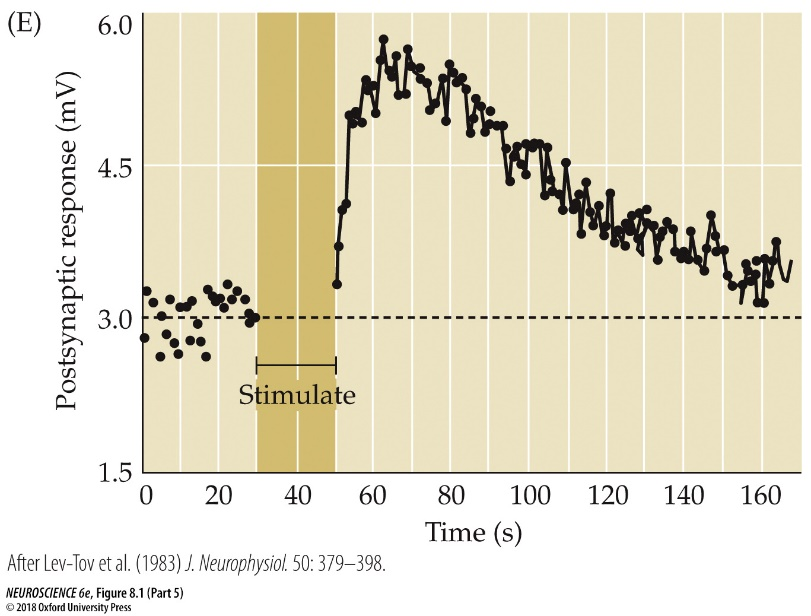 (E)
6.0
4.5
3.0
1.5
Postsynaptic response (mV)
Stimulate
0 20 40 60 80 100 120 140 160
Time (s)
After Lev-Tov et al. (1983) J. Neurophysiol. 50: 379–398.
NEUROSCIENCE 6e, Figure 8.1 (Part 5)
© 2018 Oxford University Press